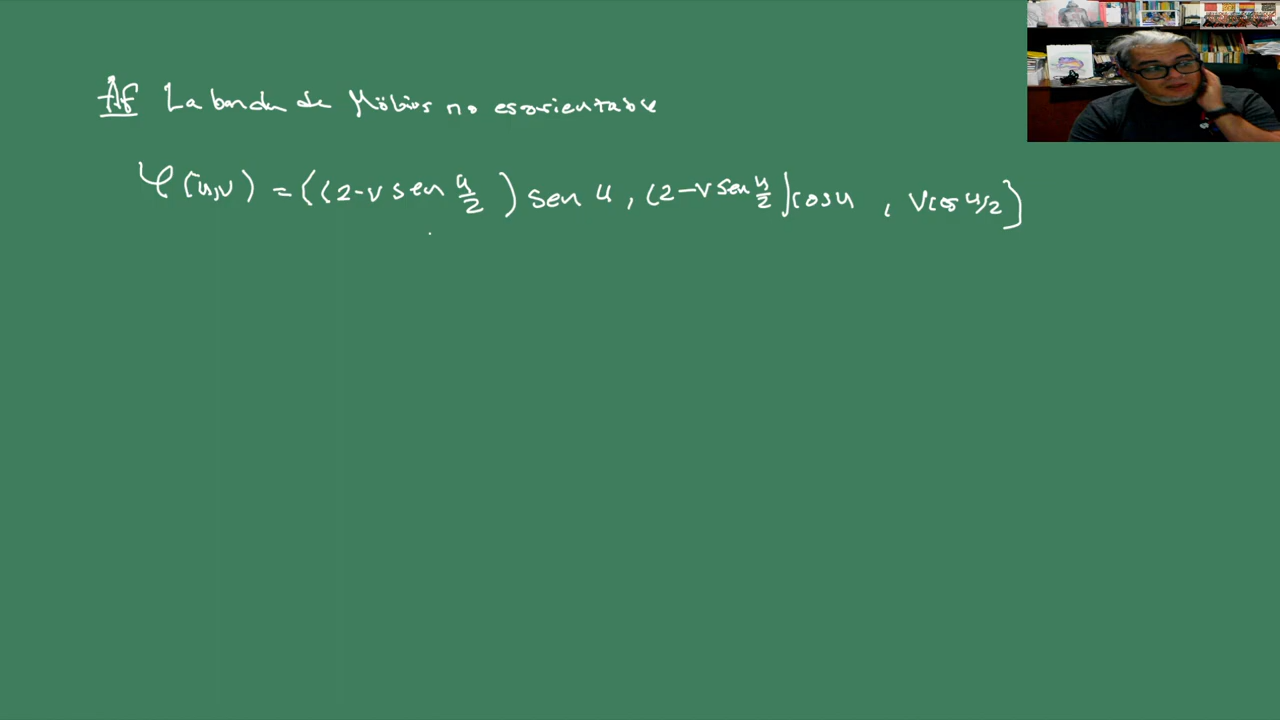 Af La banda de Möbius no es orientable
φ(u,v) = ((2-v sen u/2) sen u, (2-v sen u/2) cos u, v cos u/2)